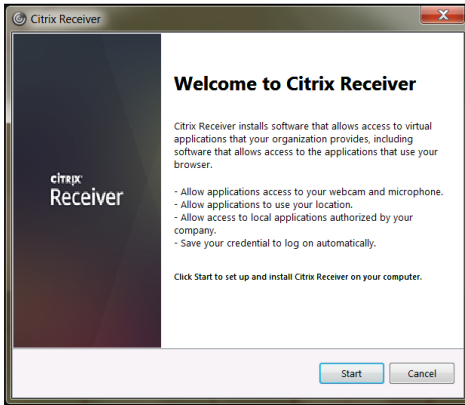 Citrix Receiver
Welcome to Citrix Receiver
Citrix Receiver installs software that allows access to virtual
applications that your organization provides, including
software that allows access to the applications that use your
browser.
- Allow applications access to your webcam and microphone.
- Allow applications to use your location.
- Allow access to local applications authorized by your
company.
- Save your credential to log on automatically.
CITRIX
Receiver
Click Start to set up and install Citrix Receiver on your computer.
Start
Cancel